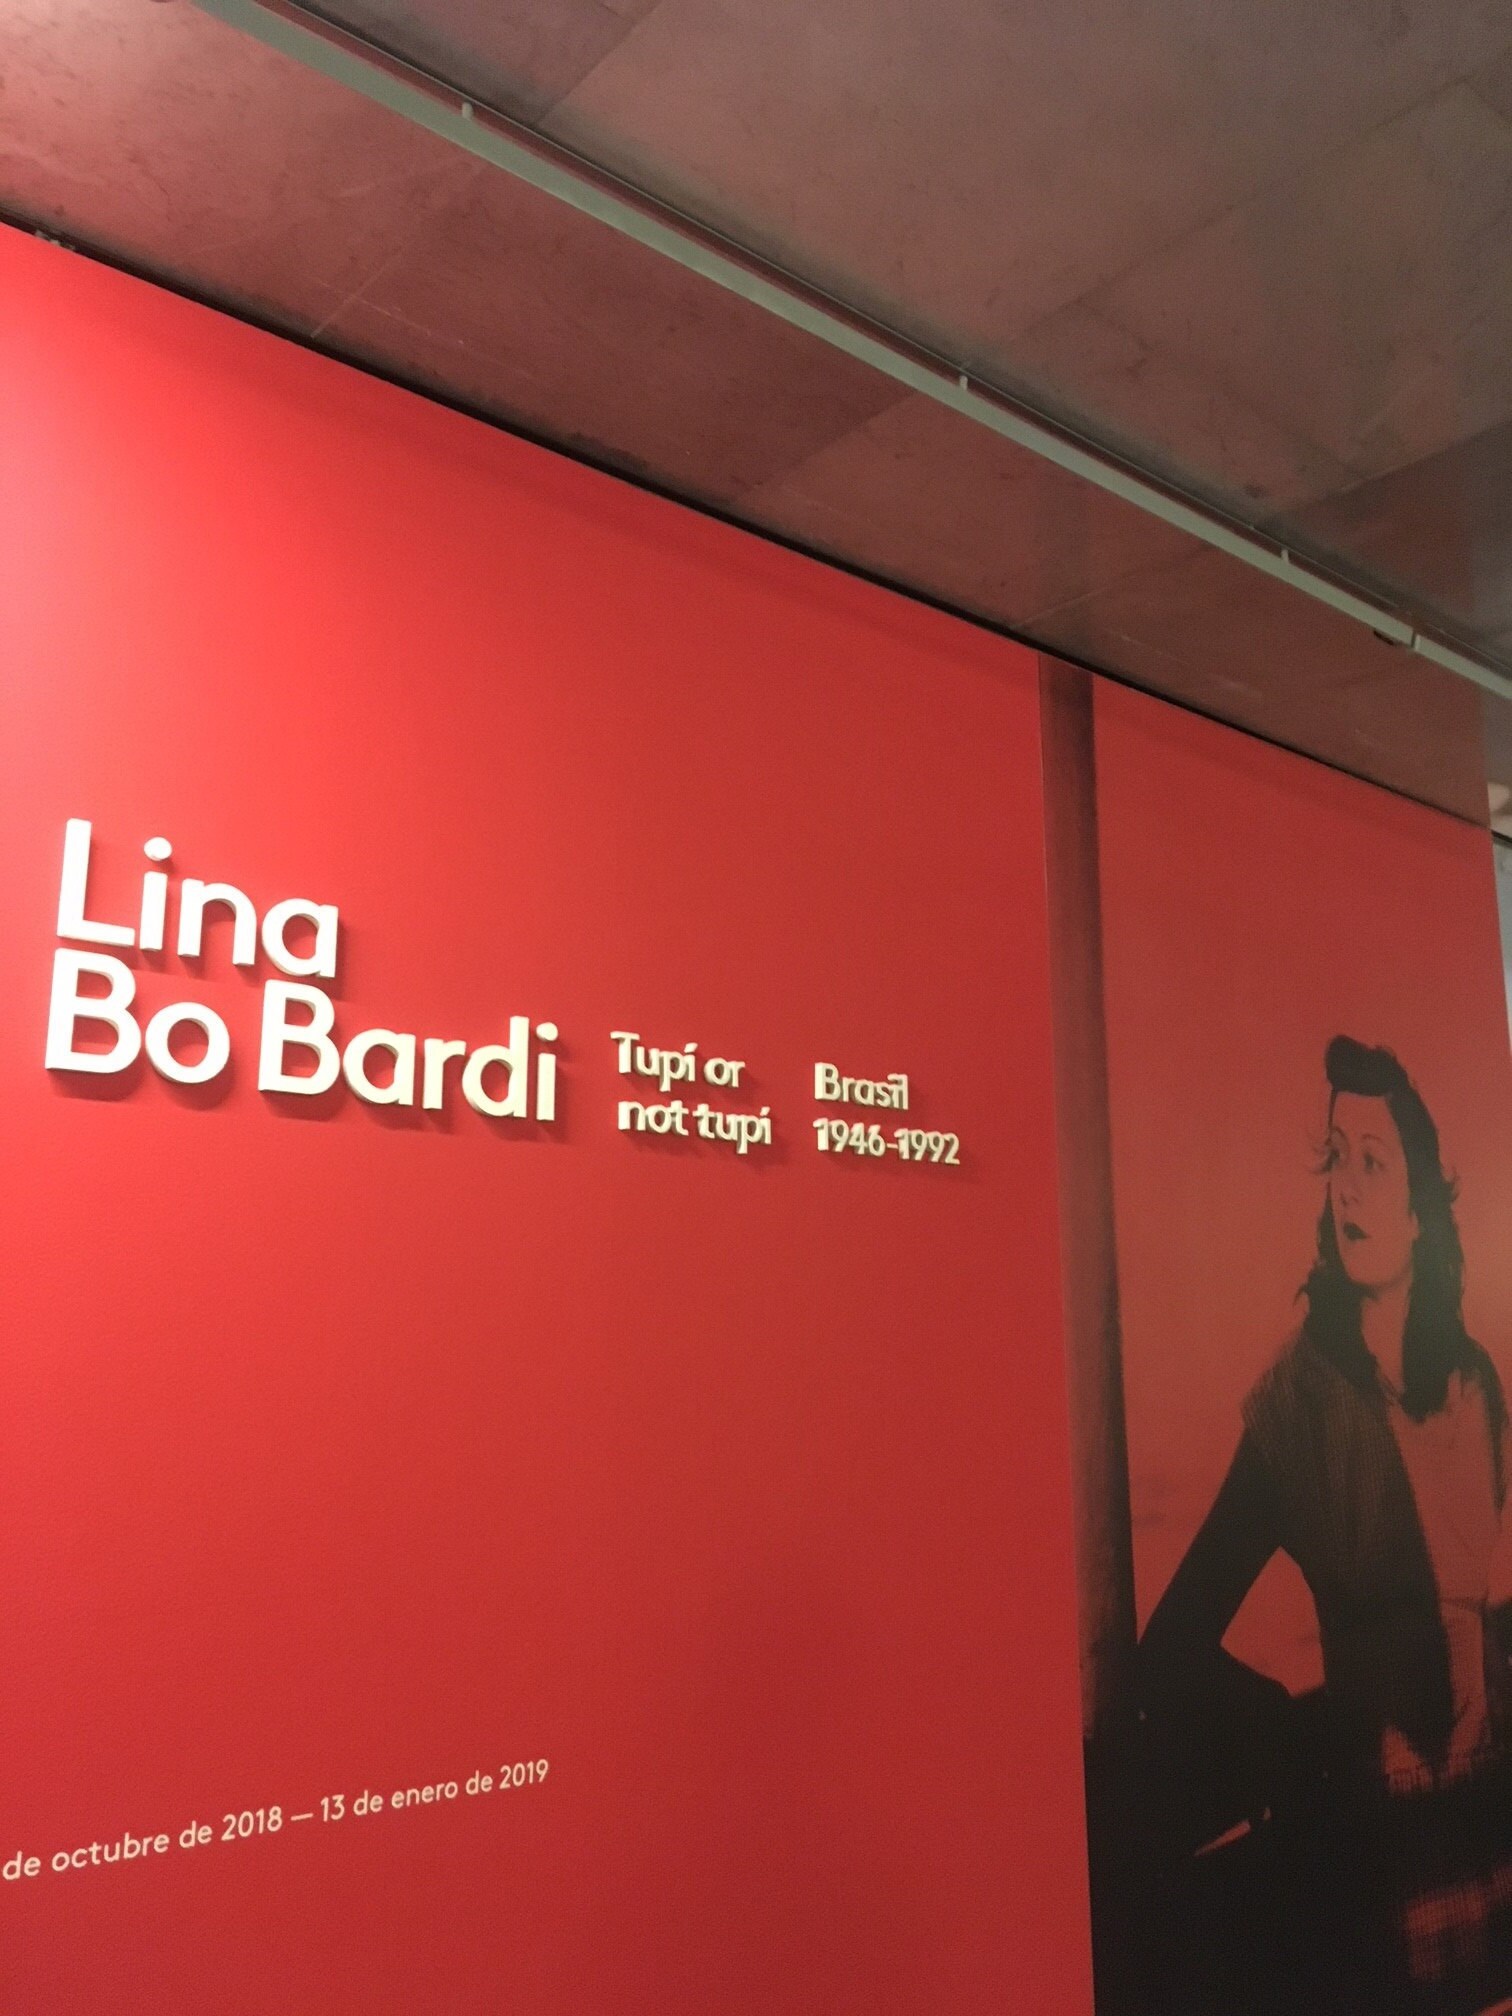 Lina
Bo Bardi
Tupí or
not tupí
Brasil
1946-1992
de octubre de 2018 — 13 de enero de 2019